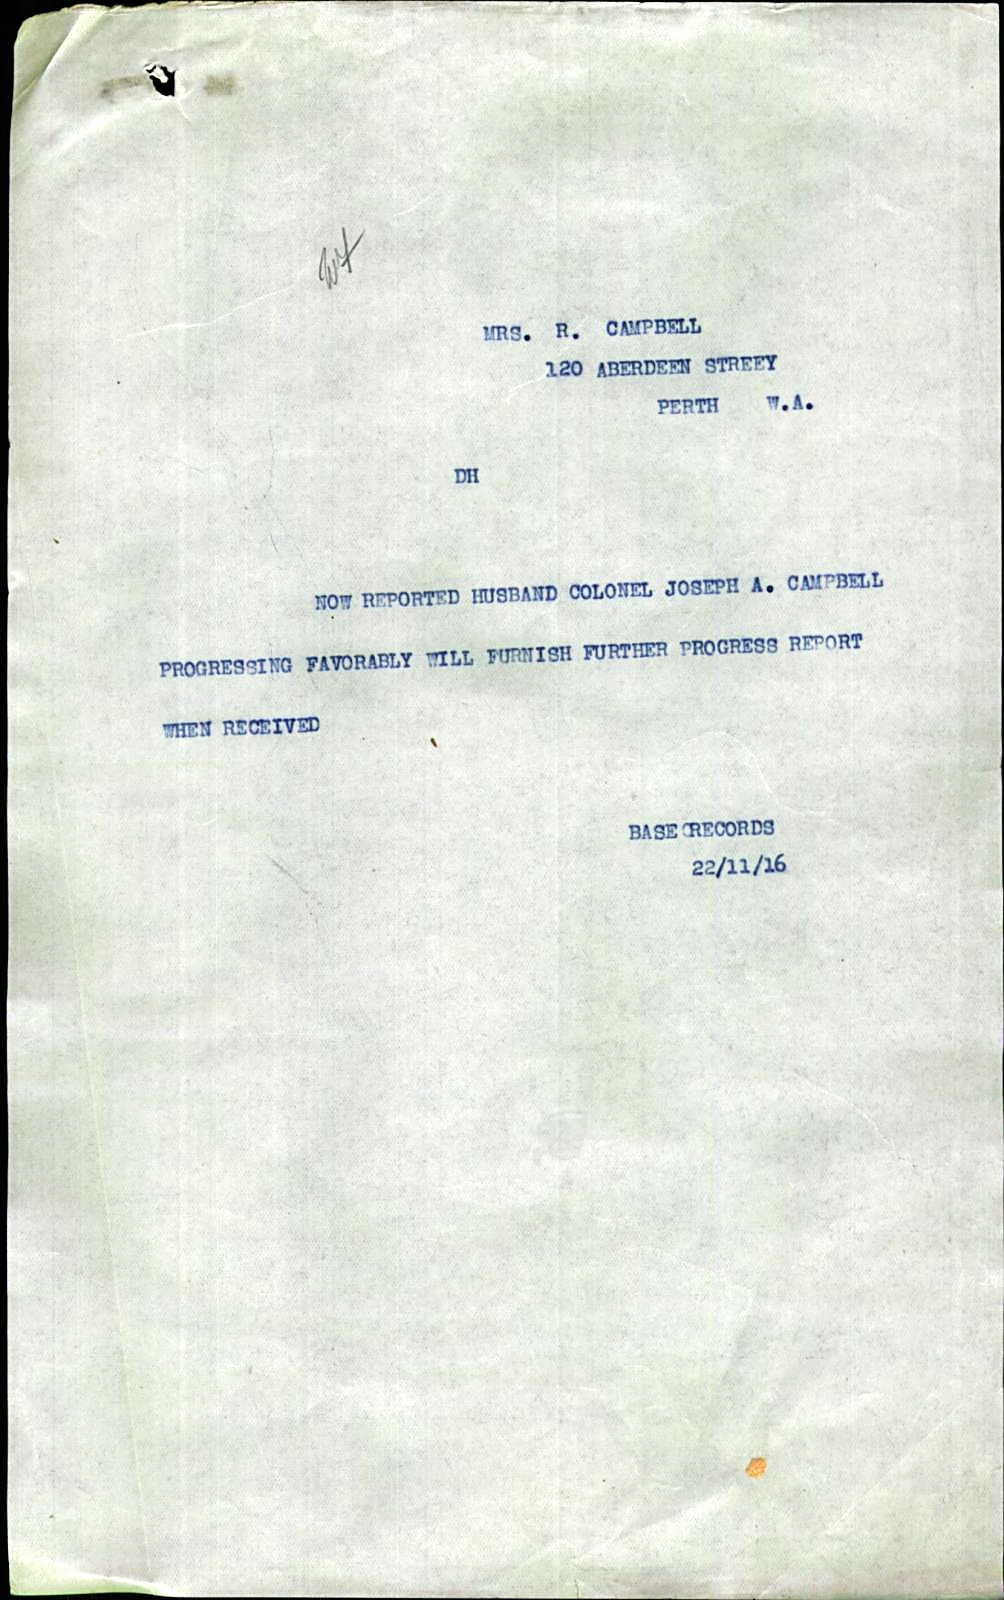 MRS. R. CAMPBELL
120 ABERDEEN STREEY
PERTH W.A.
DH
NOW REPORTED HUSBAND COLONEL JOSEPH A. CAMPBELL
PROGRESSING FAVORABLY WILL FURNISH FURTHER PROGRESS REPORT
WHEN RECEIVED
BASE RECORDS
22/11/16